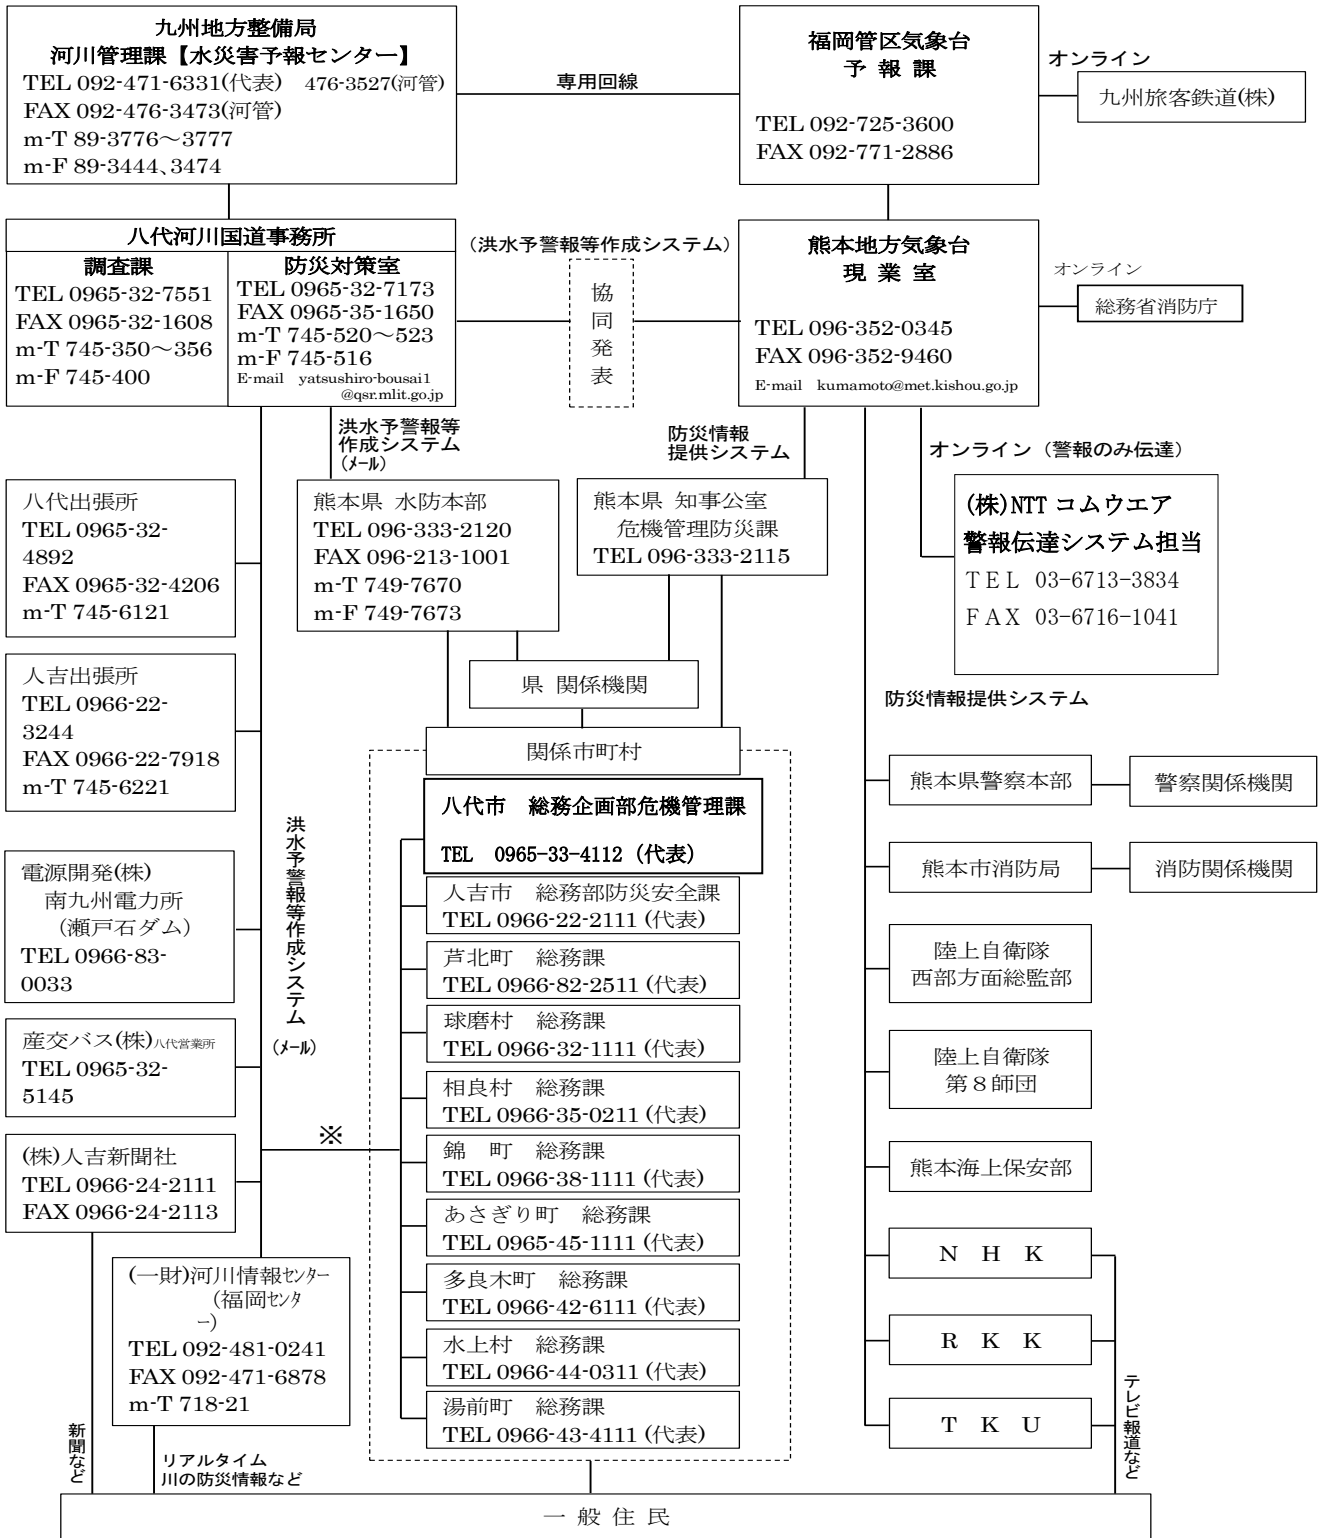 九州地方整備局
河川管理課【水災害予報センター】
TEL 092-471-6331(代表)　476-3527(河管)
FAX 092-476-3473(河管)
m-T 89-3776～3777
m-F 89-3444、3474
専用回線
福岡管区気象台
予 報 課
TEL 092-725-3600
FAX 092-771-2886
オンライン
九州旅客鉄道(株)
八代河川国道事務所
調査課
TEL 0965-32-7551
FAX 0965-32-1608
m-T 745-350～356
m-F 745-400
防災対策室
TEL 0965-32-7173
FAX 0965-35-1650
m-T 745-520～523
m-F 745-516
E-mail　yatsushiro-bousai1
@qsr.mlit.go.jp
（洪水予警報等作成システム）
協同発表
熊本地方気象台
現 業 室
TEL 096-352-0345
FAX 096-352-9460
E-mail　kumamoto@met.kishou.go.jp
オンライン
総務省消防庁
洪水予警報等
作成システム
(メール)
防災情報
提供システム
オンライン（警報のみ伝達）
八代出張所
TEL 0965-32-
4892
FAX 0965-32-4206
m-T 745-6121
熊本県 水防本部
TEL 096-333-2120
FAX 096-213-1001
m-T 749-7670
m-F 749-7673
熊本県 知事公室
危機管理防災課
TEL 096-333-2115
(株)NTT コムウエア
警報伝達システム担当
ＴＥＬ 03-6713-3834
ＦＡＸ 03-6716-1041
人吉出張所
TEL 0966-22-
3244
FAX 0966-22-7918
m-T 745-6221
県 関係機関
防災情報提供システム
関係市町村
八代市　総務企画部危機管理課
TEL　0965-33-4112（代表）
人吉市　総務部防災安全課
TEL 0966-22-2111 (代表)
芦北町　総務課
TEL 0966-82-2511 (代表)
球磨村　総務課
TEL 0966-32-1111 (代表)
相良村　総務課
TEL 0966-35-0211 (代表)
錦　町　総務課
TEL 0966-38-1111 (代表)
あさぎり町　総務課
TEL 0965-45-1111 (代表)
多良木町　総務課
TEL 0966-42-6111 (代表)
水上村　総務課
TEL 0966-44-0311 (代表)
湯前町　総務課
TEL 0966-43-4111 (代表)
熊本県警察本部
警察関係機関
熊本市消防局
消防関係機関
陸上自衛隊
西部方面総監部
陸上自衛隊
第８師団
熊本海上保安部
Ｎ Ｈ Ｋ
Ｒ Ｋ Ｋ
Ｔ Ｋ Ｕ
テレビ報道など
洪水予警報等作成システム
(メール)
※
電源開発(株)
南九州電力所
（瀬戸石ダム）
TEL 0966-83-
0033
産交バス(株)八代営業所
TEL 0965-32-
5145
(株)人吉新聞社
TEL 0966-24-2111
FAX 0966-24-2113
(一財)河川情報センター
（福岡センタ
ー)
TEL 092-481-0241
FAX 092-471-6878
m-T 718-21
新聞など
リアルタイム
川の防災情報など
一 般 住 民